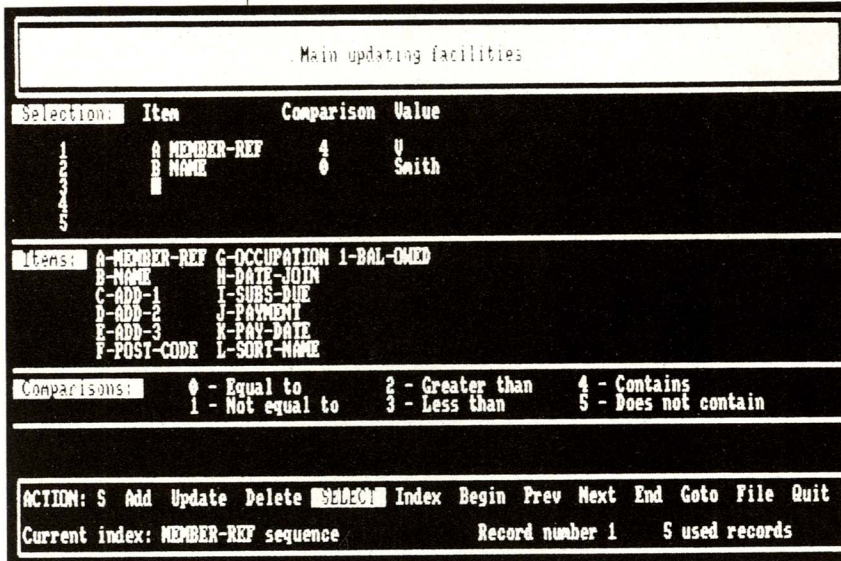 Main updating facilities
Selection: Item Comparison Value
1 A MEMBER-REF 4 V
2 B NAME 0 Smith
3
4
5
Items: A-MEMBER-REF G-OCCUPATION 1-BAL-OWED
B-NAME H-DATE-JOIN
C-ADD-1 I-SUBS-DUE
D-ADD-2 J-PAYMENT
E-ADD-3 K-PAY-DATE
F-POST-CODE L-SORT-NAME
Comparisons: 0 - Equal to 2 - Greater than 4 - Contains
1 - Not equal to 3 - Less than 5 - Does not contain
ACTION: S Add Update Delete SELECT Index Begin Prev Next End Goto File Quit
Current index: MEMBER-REF sequence Record number 1 5 used records